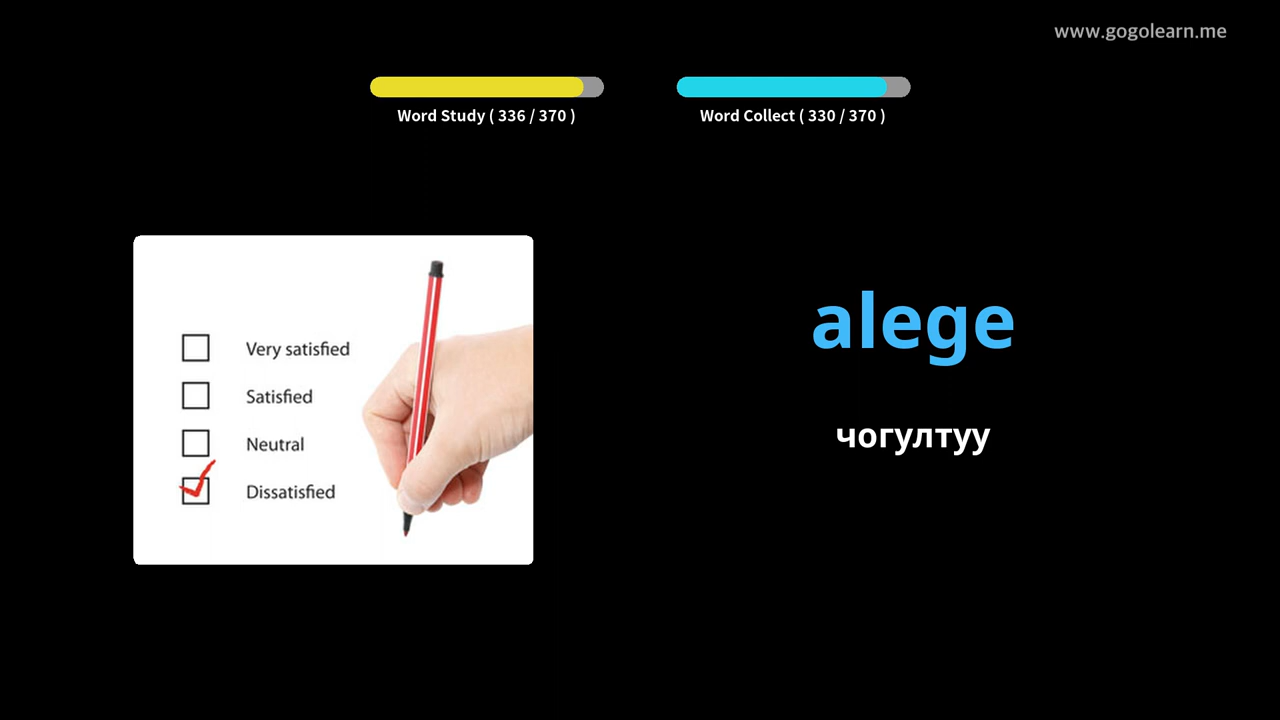 www.gogolearn.me
Word Study ( 336 / 370 )
Word Collect ( 330 / 370 )
Very satisfied
Satisfied
Neutral
Dissatisfied
alege
чогултуу